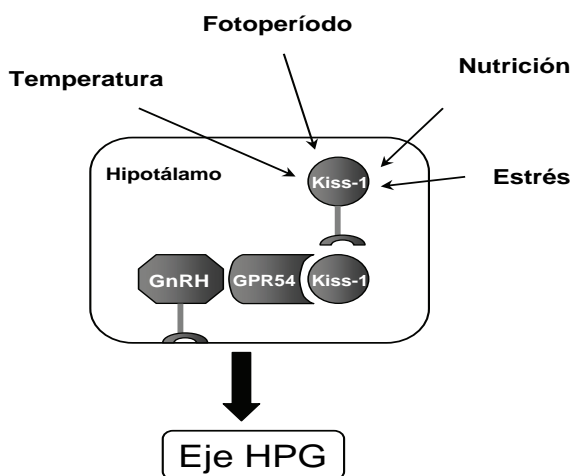 Fotoperíodo
Temperatura
Nutrición
Hipotálamo
Kiss-1
Estrés
GnRH
GPR54
Kiss-1
Eje HPG